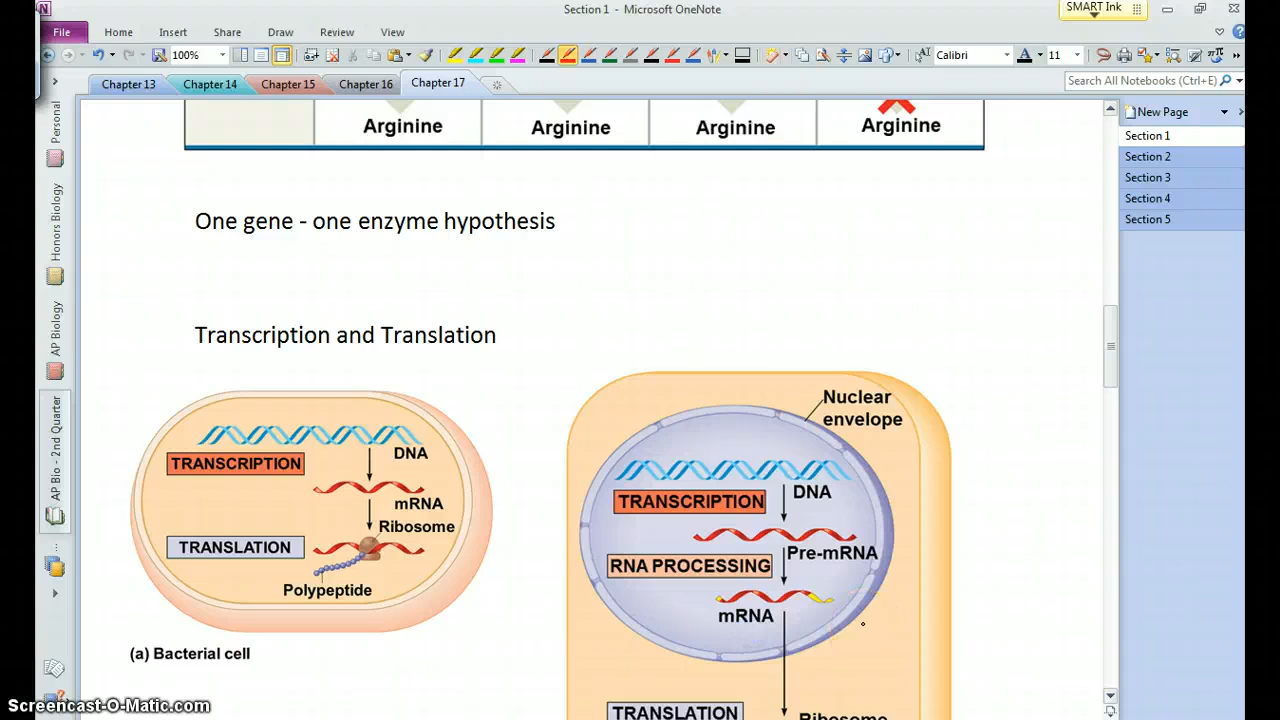 Section 1 - Microsoft OneNote
SMART Ink
File Home Insert Share Draw Review View
100%
Calibri
11
Chapter 13 Chapter 14 Chapter 15 Chapter 16 Chapter 17
Search All Notebooks (Ctrl+E)
New Page
Section 1
Section 2
Section 3
Section 4
Section 5
Personal
Honors Biology
AP Biology
AP Bio - 2nd Quarter
Arginine Arginine Arginine Arginine
One gene - one enzyme hypothesis
Transcription and Translation
TRANSCRIPTION
DNA
mRNA
Ribosome
TRANSLATION
Polypeptide
(a) Bacterial cell
Nuclear
envelope
TRANSCRIPTION
DNA
Pre-mRNA
RNA PROCESSING
mRNA
TRANSLATION
Ribosome
Screencast-O-Matic.com